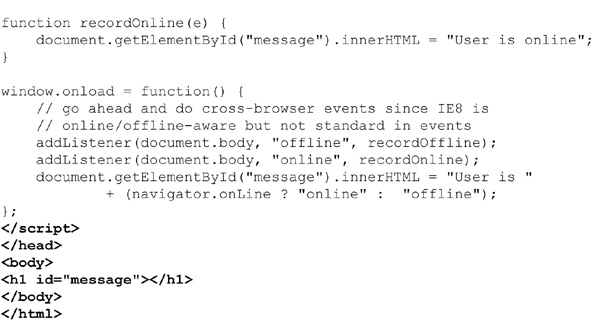 function recordOnline(e) {
    document.getElementById("message").innerHTML = "User is online";
}

window.onload = function() {
    // go ahead and do cross-browser events since IE8 is
    // online/offline-aware but not standard in events
    addListener(document.body, "offline", recordOffline);
    addListener(document.body, "online", recordOnline);
    document.getElementById("message").innerHTML = "User is "
            + (navigator.onLine ? "online" :  "offline");
};
</script>
</head>
<body>
<h1 id="message"></h1>
</body>
</html>